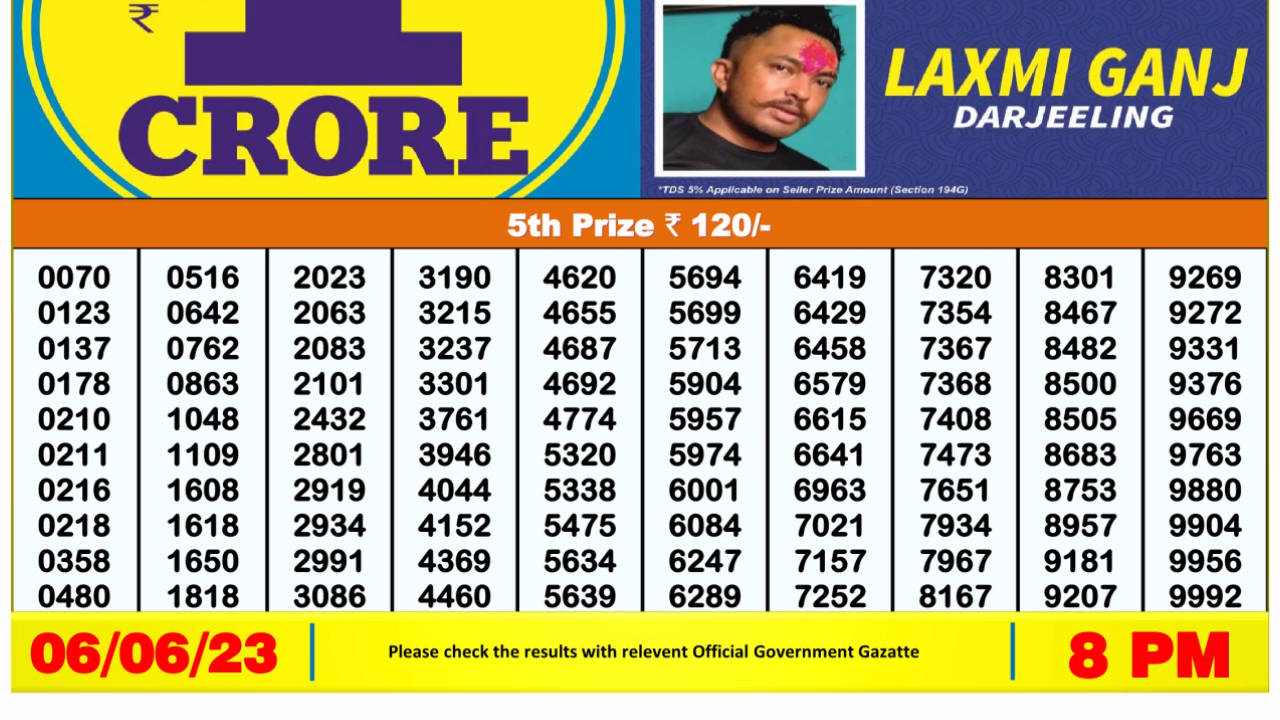 ₹
1
CRORE
LAXMI GANJ
DARJEELING
*TDS 5% Applicable on Seller Prize Amount (Section 194G)
5th Prize ₹ 120/-
0070 0516 2023 3190 4620 5694 6419 7320 8301 9269
0123 0642 2063 3215 4655 5699 6429 7354 8467 9272
0137 0762 2083 3237 4687 5713 6458 7367 8482 9331
0178 0863 2101 3301 4692 5904 6579 7368 8500 9376
0210 1048 2432 3761 4774 5957 6615 7408 8505 9669
0211 1109 2801 3946 5320 5974 6641 7473 8683 9763
0216 1608 2919 4044 5338 6001 6963 7651 8753 9880
0218 1618 2934 4152 5475 6084 7021 7934 8957 9904
0358 1650 2991 4369 5634 6247 7157 7967 9181 9956
0480 1818 3086 4460 5639 6289 7252 8167 9207 9992
06/06/23
Please check the results with relevent Official Government Gazatte
8 PM